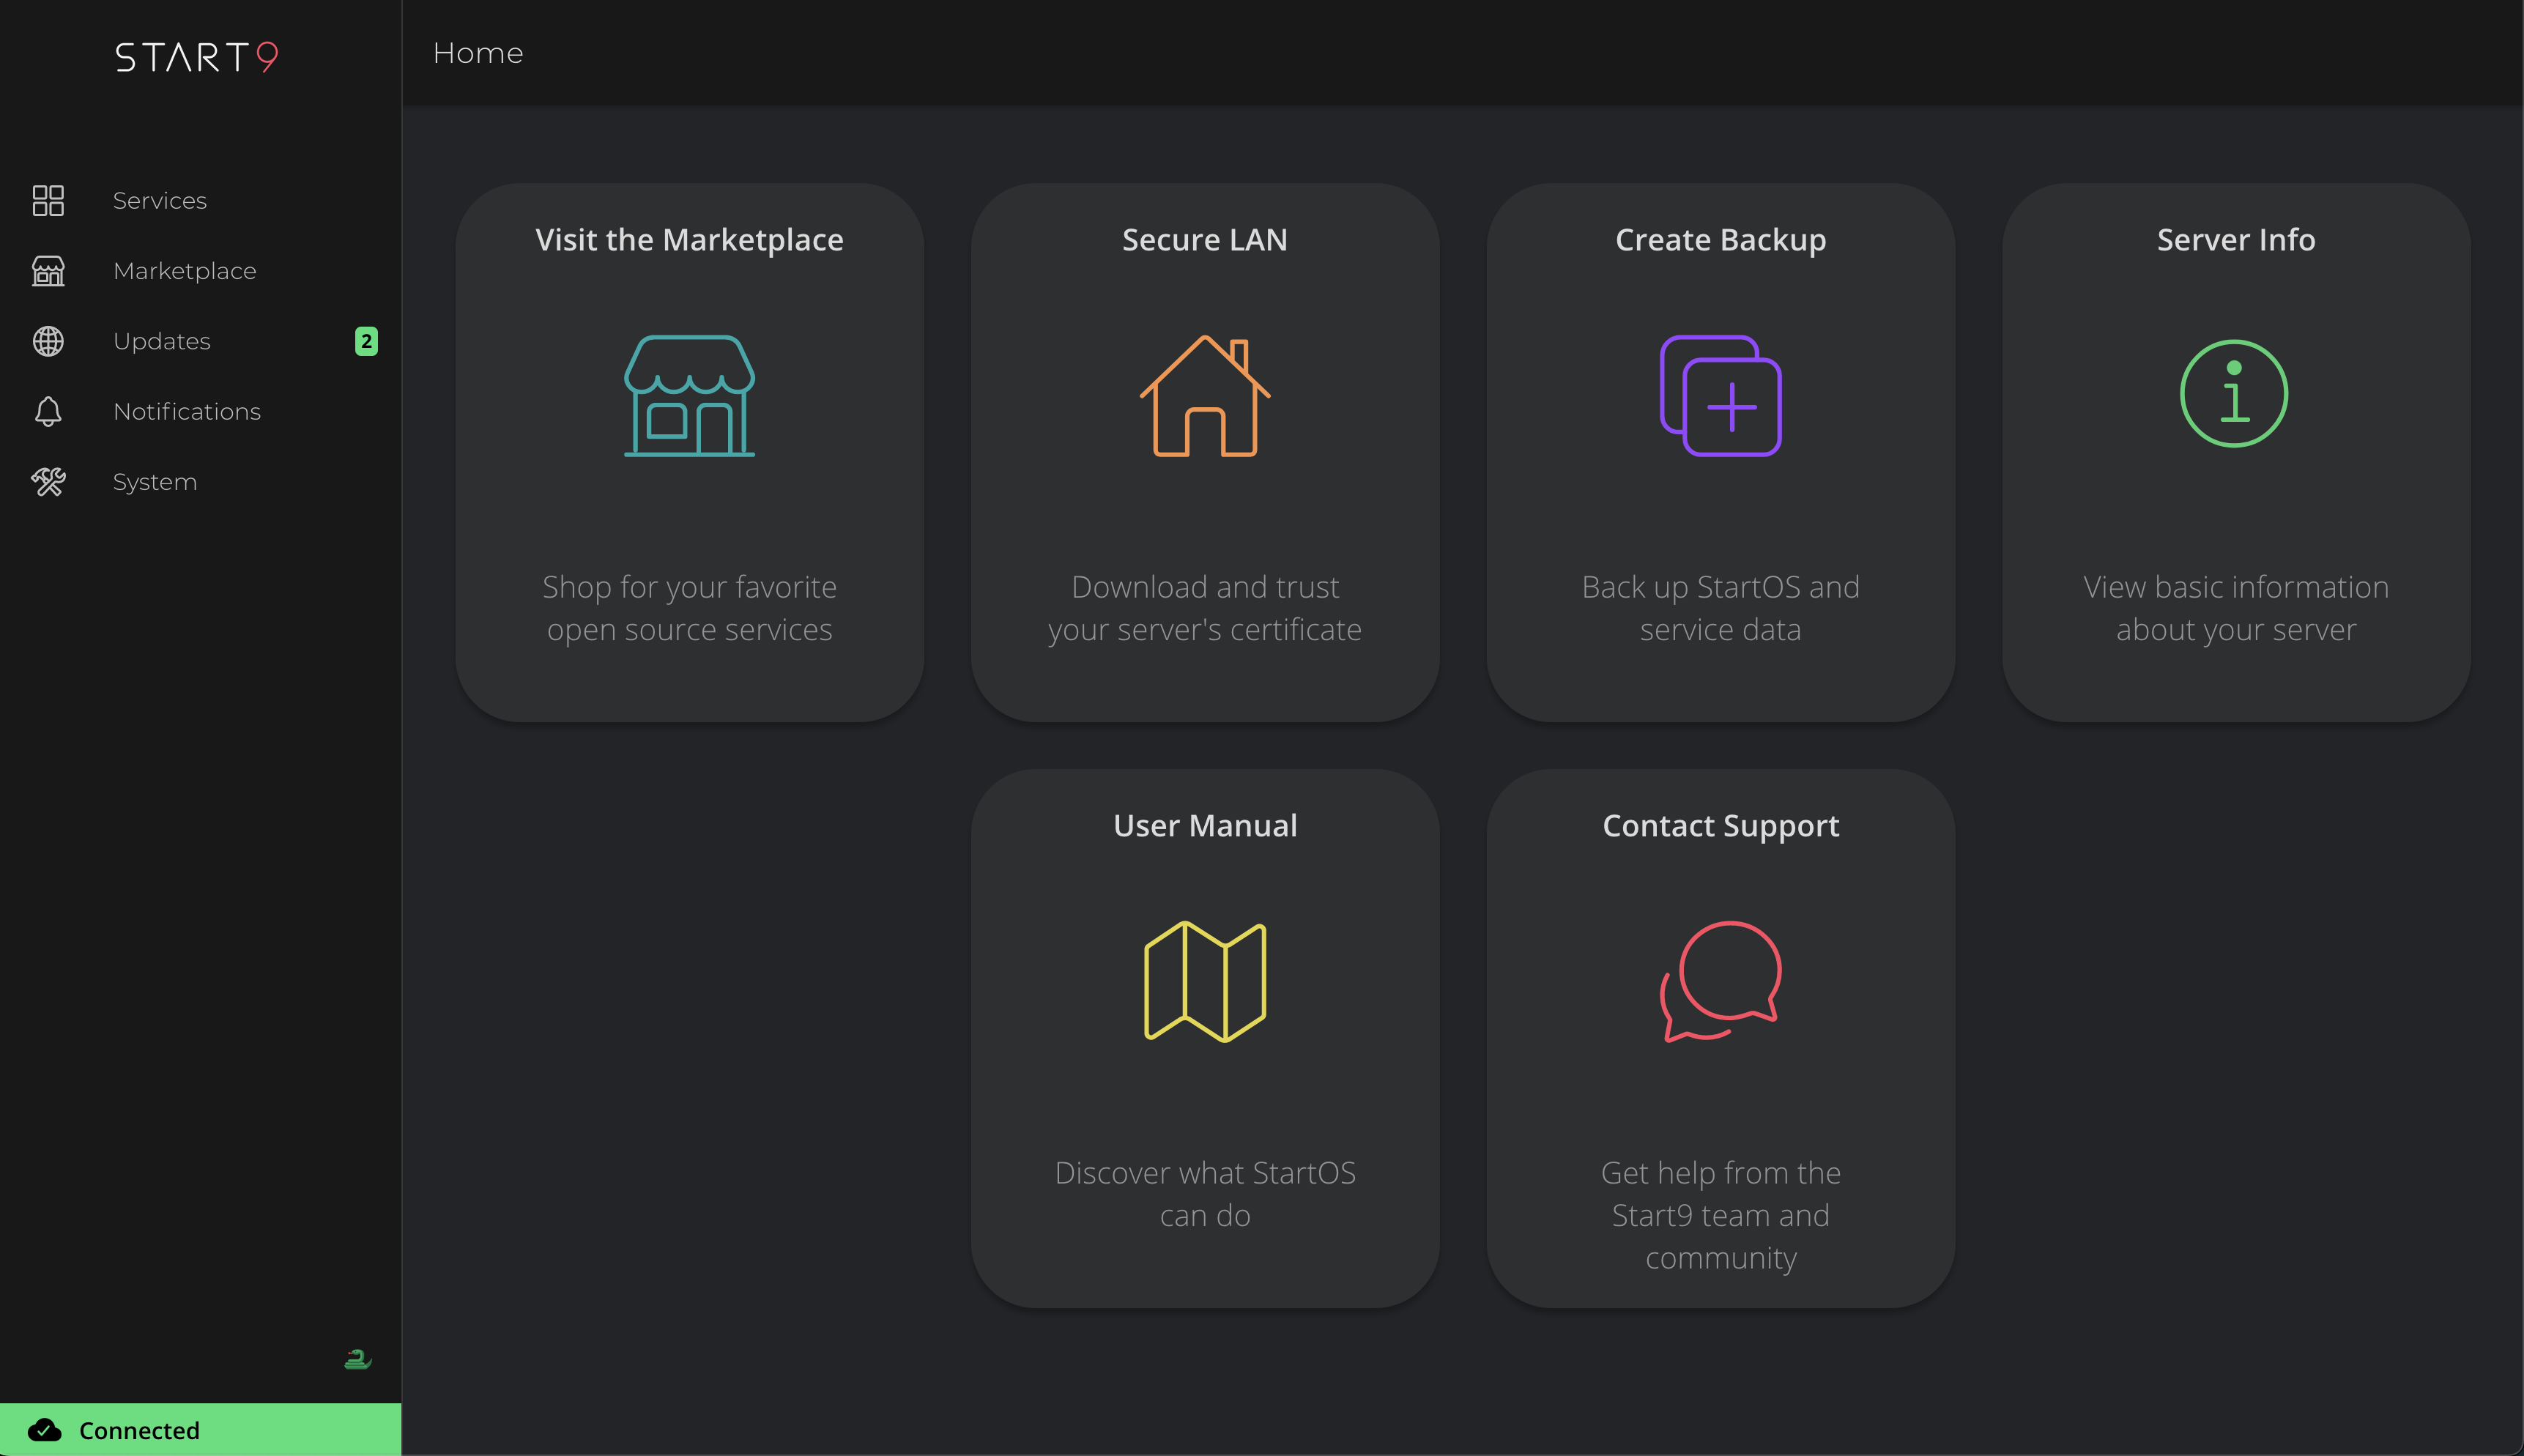 START9
Home
Services
Marketplace
Updates
2
Notifications
System
Visit the Marketplace
Shop for your favorite
open source services
Secure LAN
Download and trust
your server's certificate
Create Backup
Back up StartOS and
service data
Server Info
View basic information
about your server
User Manual
Discover what StartOS
can do
Contact Support
Get help from the
Start9 team and
community
Connected